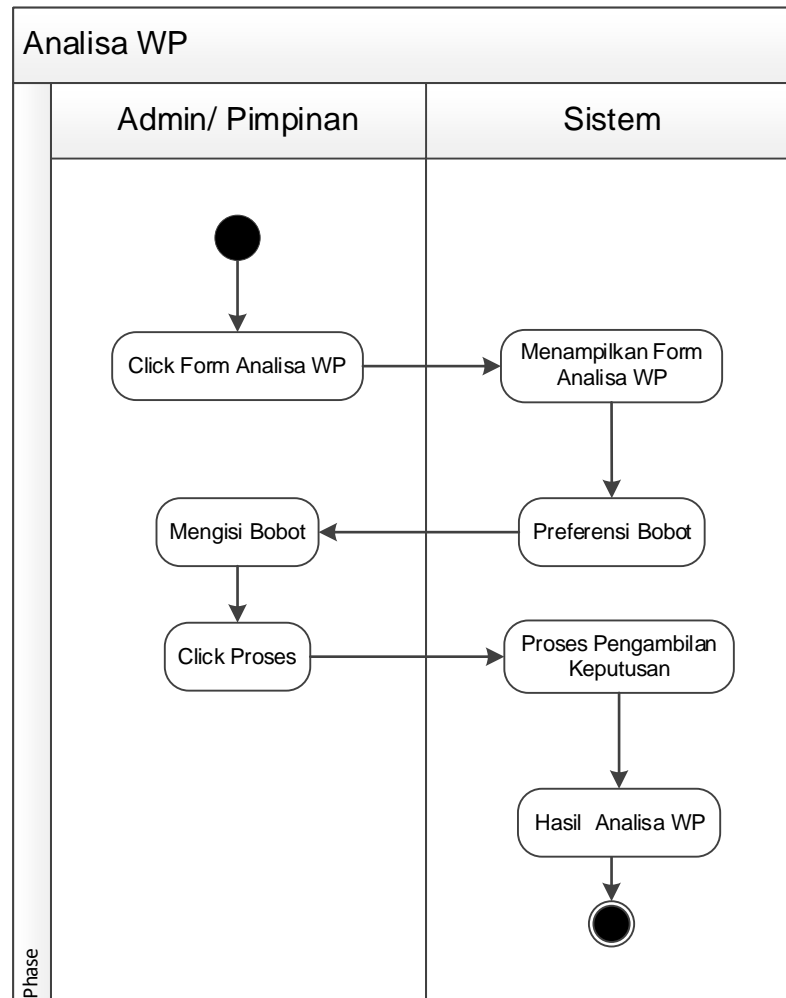 Analisa WP
Admin/ Pimpinan
Sistem
Click Form Analisa WP
Menampilkan Form
Analisa WP
Mengisi Bobot
Preferensi Bobot
Click Proses
Proses Pengambilan
Keputusan
Hasil Analisa WP
Phase